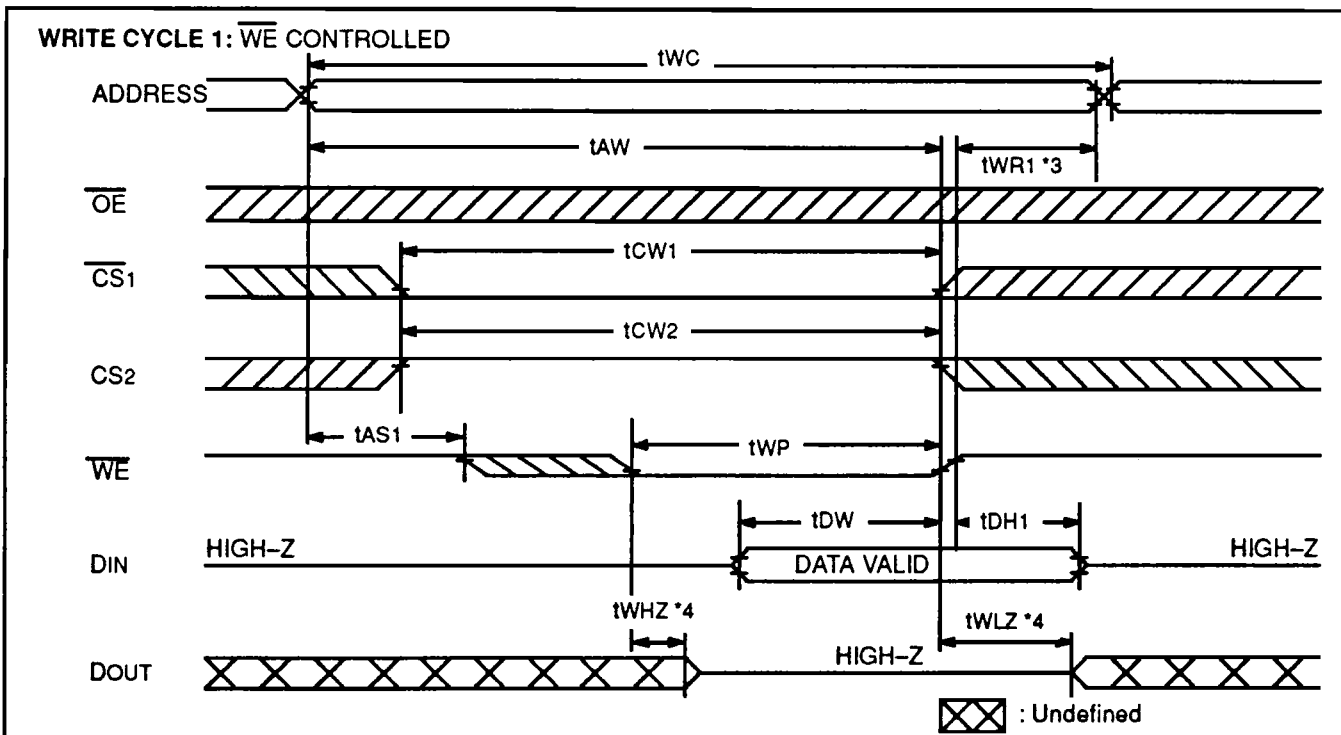 WRITE CYCLE 1: WE CONTROLLED
tWC
ADDRESS
tAW
tWR1 *3
OE
tCW1
CS1
tCW2
CS2
tAS1
tWP
WE
tDW
tDH1
HIGH–Z
HIGH–Z
DIN
DATA VALID
tWHZ *4
tWLZ *4
HIGH–Z
DOUT
: Undefined